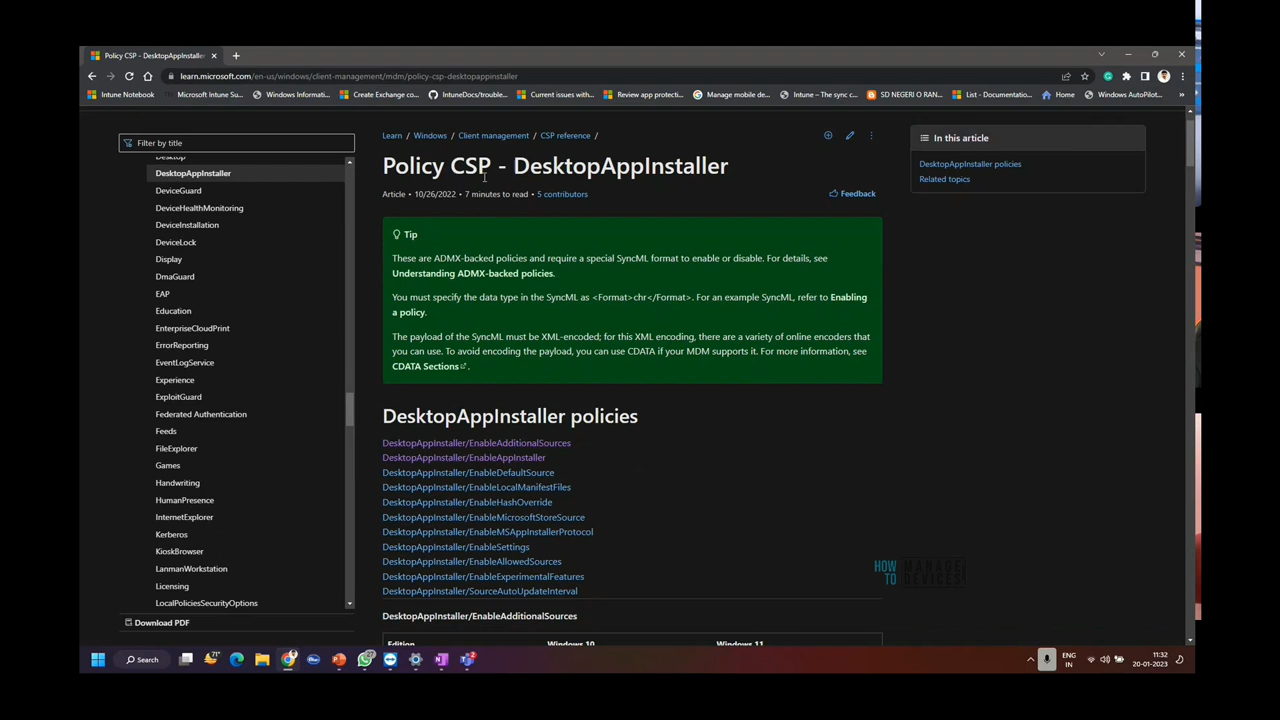 Policy CSP - DesktopAppInstaller
learn.microsoft.com/en-us/windows/client-management/mdm/policy-csp-desktopappinstaller
Intune Notebook
Microsoft Intune Su...
Windows Informati...
Create Exchange co...
IntuneDocs/trouble...
Current issues with...
Review app protecti...
Manage mobile de...
Intune – The sync c...
SD NEGERI O RAN...
List - Documentatio...
Home
Windows AutoPilot...
»
Filter by title
Desktop
DesktopAppInstaller
DeviceGuard
DeviceHealthMonitoring
DeviceInstallation
DeviceLock
Display
DmaGuard
EAP
Education
EnterpriseCloudPrint
ErrorReporting
EventLogService
Experience
ExploitGuard
Federated Authentication
Feeds
FileExplorer
Games
Handwriting
HumanPresence
InternetExplorer
Kerberos
KioskBrowser
LanmanWorkstation
Licensing
LocalPoliciesSecurityOptions
Download PDF
Learn / Windows / Client management / CSP reference /
Policy CSP - DesktopAppInstaller
Article • 10/26/2022 • 7 minutes to read • 5 contributors
Feedback
Tip
These are ADMX-backed policies and require a special SyncML format to enable or disable. For details, see
Understanding ADMX-backed policies.
You must specify the data type in the SyncML as <Format>chr</Format>. For an example SyncML, refer to Enabling
a policy.
The payload of the SyncML must be XML-encoded; for this XML encoding, there are a variety of online encoders that
you can use. To avoid encoding the payload, you can use CDATA if your MDM supports it. For more information, see
CDATA Sections.
DesktopAppInstaller policies
DesktopAppInstaller/EnableAdditionalSources
DesktopAppInstaller/EnableAppInstaller
DesktopAppInstaller/EnableDefaultSource
DesktopAppInstaller/EnableLocalManifestFiles
DesktopAppInstaller/EnableHashOverride
DesktopAppInstaller/EnableMicrosoftStoreSource
DesktopAppInstaller/EnableMSAppInstallerProtocol
DesktopAppInstaller/EnableSettings
DesktopAppInstaller/EnableAllowedSources
DesktopAppInstaller/EnableExperimentalFeatures
DesktopAppInstaller/SourceAutoUpdateInterval
DesktopAppInstaller/EnableAdditionalSources
Edition Windows 10 Windows 11
In this article
DesktopAppInstaller policies
Related topics
HOW TO MANAGE DEVICES
Search
71°
ENG
IN
11:32
20-01-2023